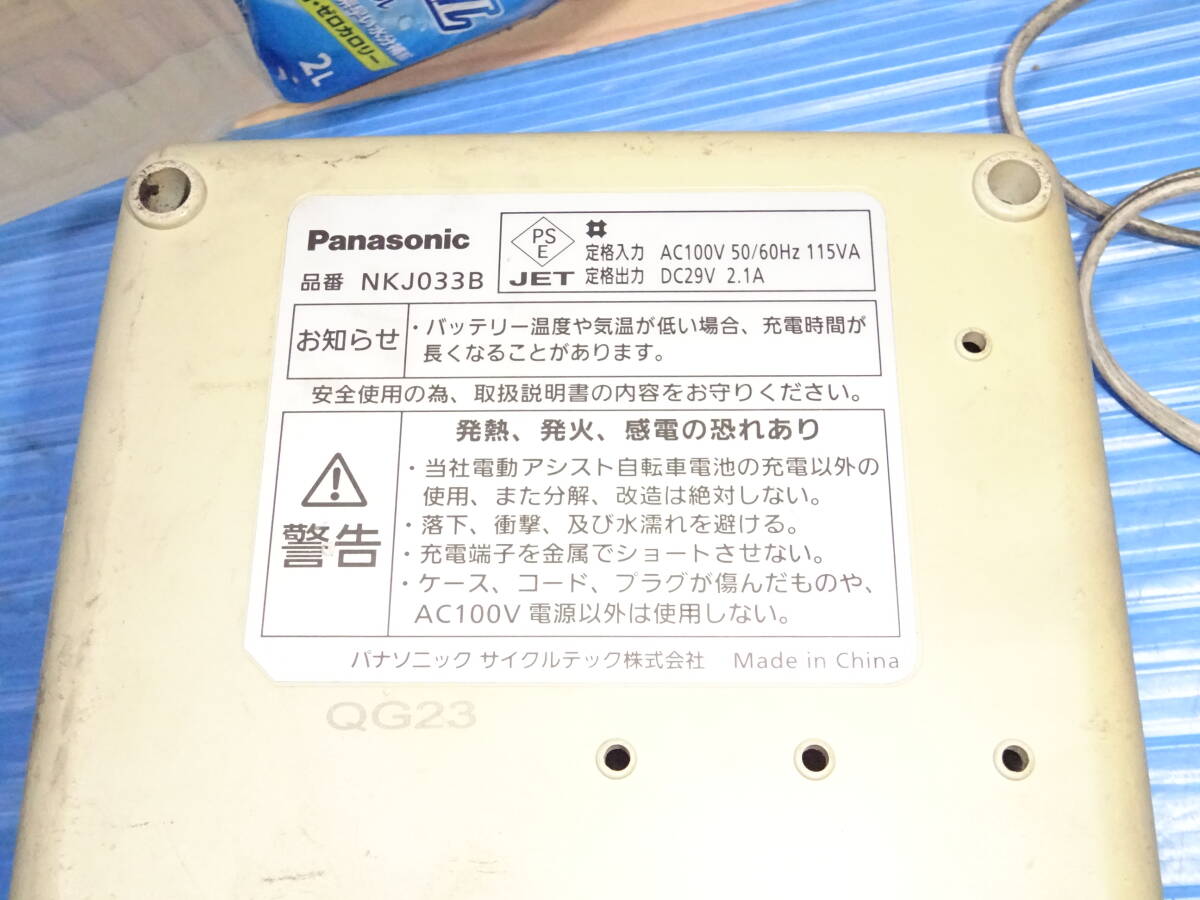 ゼロカロリー
2L
Panasonic
品番 NKJ033B
PS
E
JET
定格入力 AC100V 50/60Hz 115VA
定格出力 DC29V 2.1A
お知らせ
・バッテリー温度や気温が低い場合、充電時間が
長くなることがあります。
安全使用の為、取扱説明書の内容をお守りください。
警告
発熱、発火、感電の恐れあり
・当社電動アシスト自転車電池の充電以外の
使用、また分解、改造は絶対しない。
・落下、衝撃、及び水濡れを避ける。
・充電端子を金属でショートさせない。
・ケース、コード、プラグが傷んだものや、
AC100V 電源以外は使用しない。
パナソニック サイクルテック株式会社 Made in China
QG23